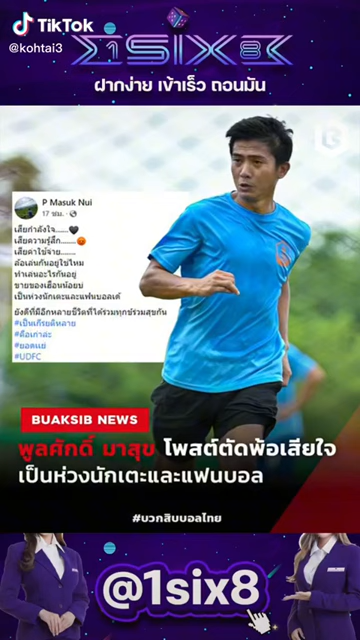 TikTok
@kohtai3
1SIX8
ฝากง่าย เข้าเร็ว ถอนมัน
P Masuk Nui
17 ชม.
เสียกำลังใจ........🖤
เสียความรู้สึก........😡
เสียค่าใช้จ่าย........
ล้อเล่นกันอยู่ใช่ไหม
ทำเล่นอะไรกันอยู่
ขายของเฮือนน้อยบ่
เป็นห่วงนักเตะและแฟนบอลเด้
ยังดีที่มีอีกหลายชีวิตที่ได้ร่วมทุกข์ร่วมสุขกัน
#เป็นเกียรติหลาย
#คือเก่าล่ะ
#ยอดแย่
#UDFC
BUAKSIB NEWS
พูลศักดิ์ มาสุข โพสต์ตัดพ้อเสียใจ
เป็นห่วงนักเตะและแฟนบอล
#บวกสิบบอลไทย
@1six8